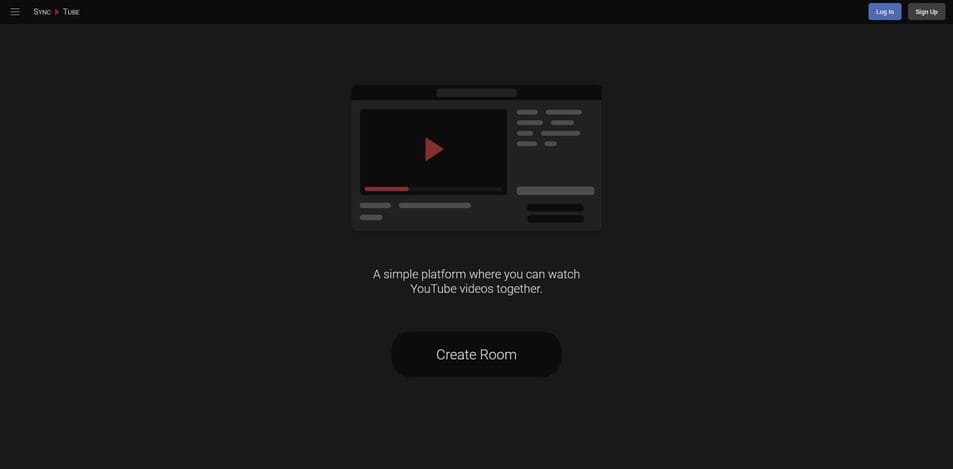 Sync Tube
Log In
Sign Up
A simple platform where you can watch
YouTube videos together.
Create Room